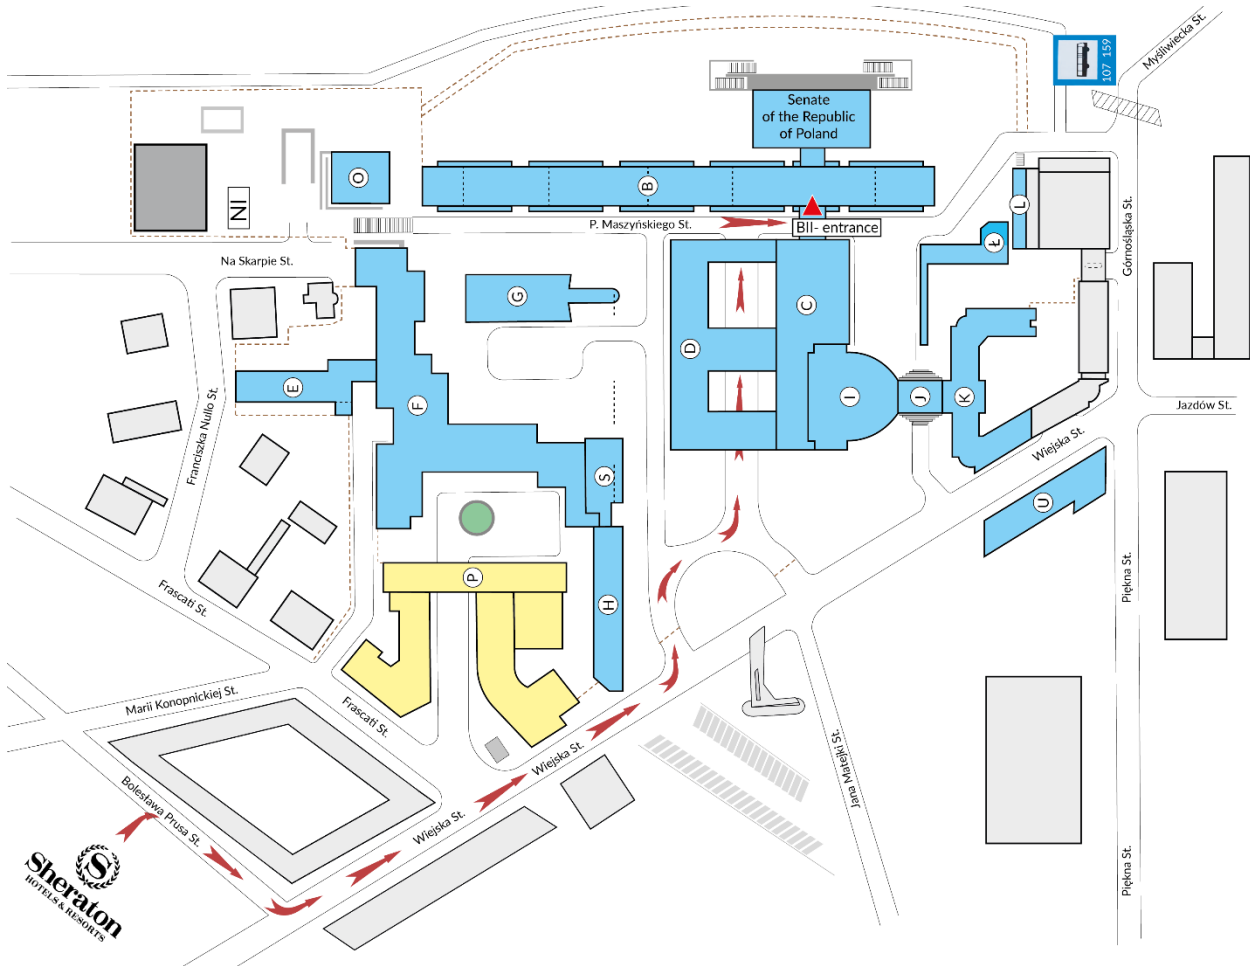 Myśliwiecka St.
107 159
Senate
of the Republic
of Poland
O
B
IN
L
P. Maszyńskiego St.
BII- entrance
Górnośląska St.
Ł
Na Skarpie St.
G
C
D
E
F
I
J
K
Franciszka Nullo St.
Jazdów St.
Wiejska St.
S
U
P
H
Piękna St.
Frascati St.
Marii Konopnickiej St.
Frascati St.
Wiejska St.
Jana Matejki St.
Bolesława Prusa St.
Wiejska St.
Piękna St.
S
Sheraton
HOTELS & RESORTS